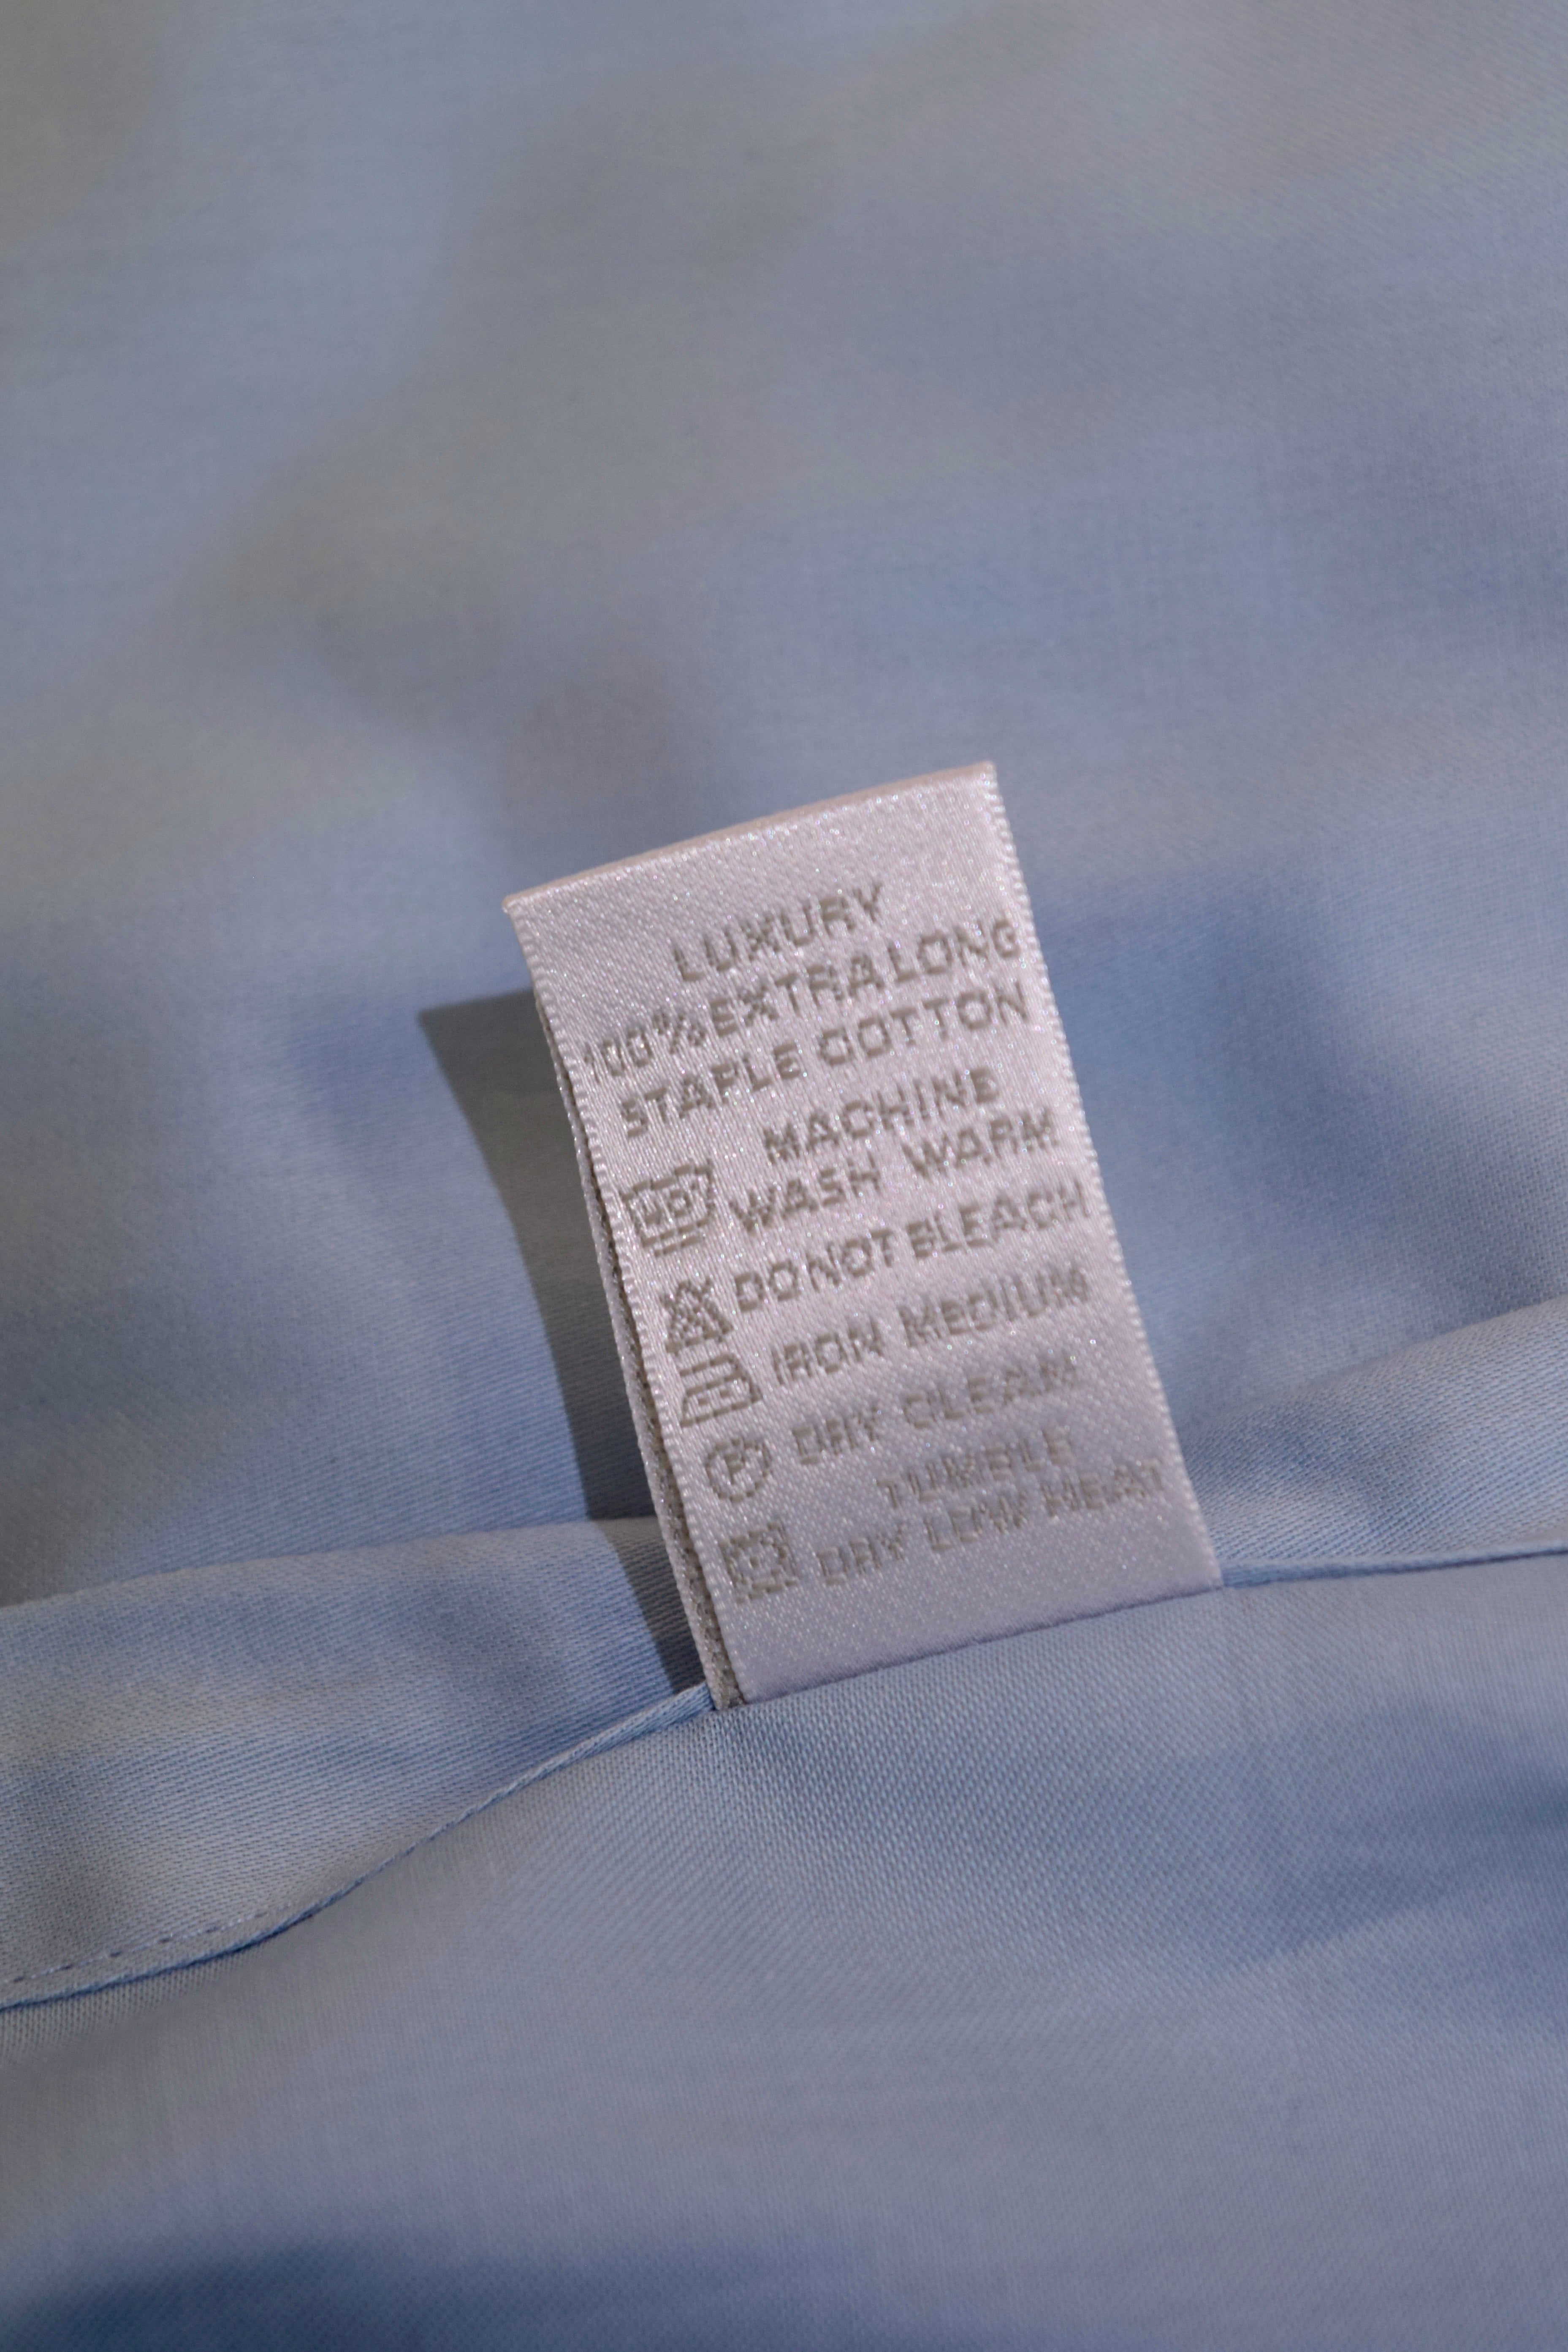 LUXURY
100% EXTRA LONG
STAPLE COTTON
MACHINE
WASH WARM
40°
DO NOT BLEACH
IRON MEDIUM
DRY CLEAN
P
TUMBLE
DRY LOW HEAT